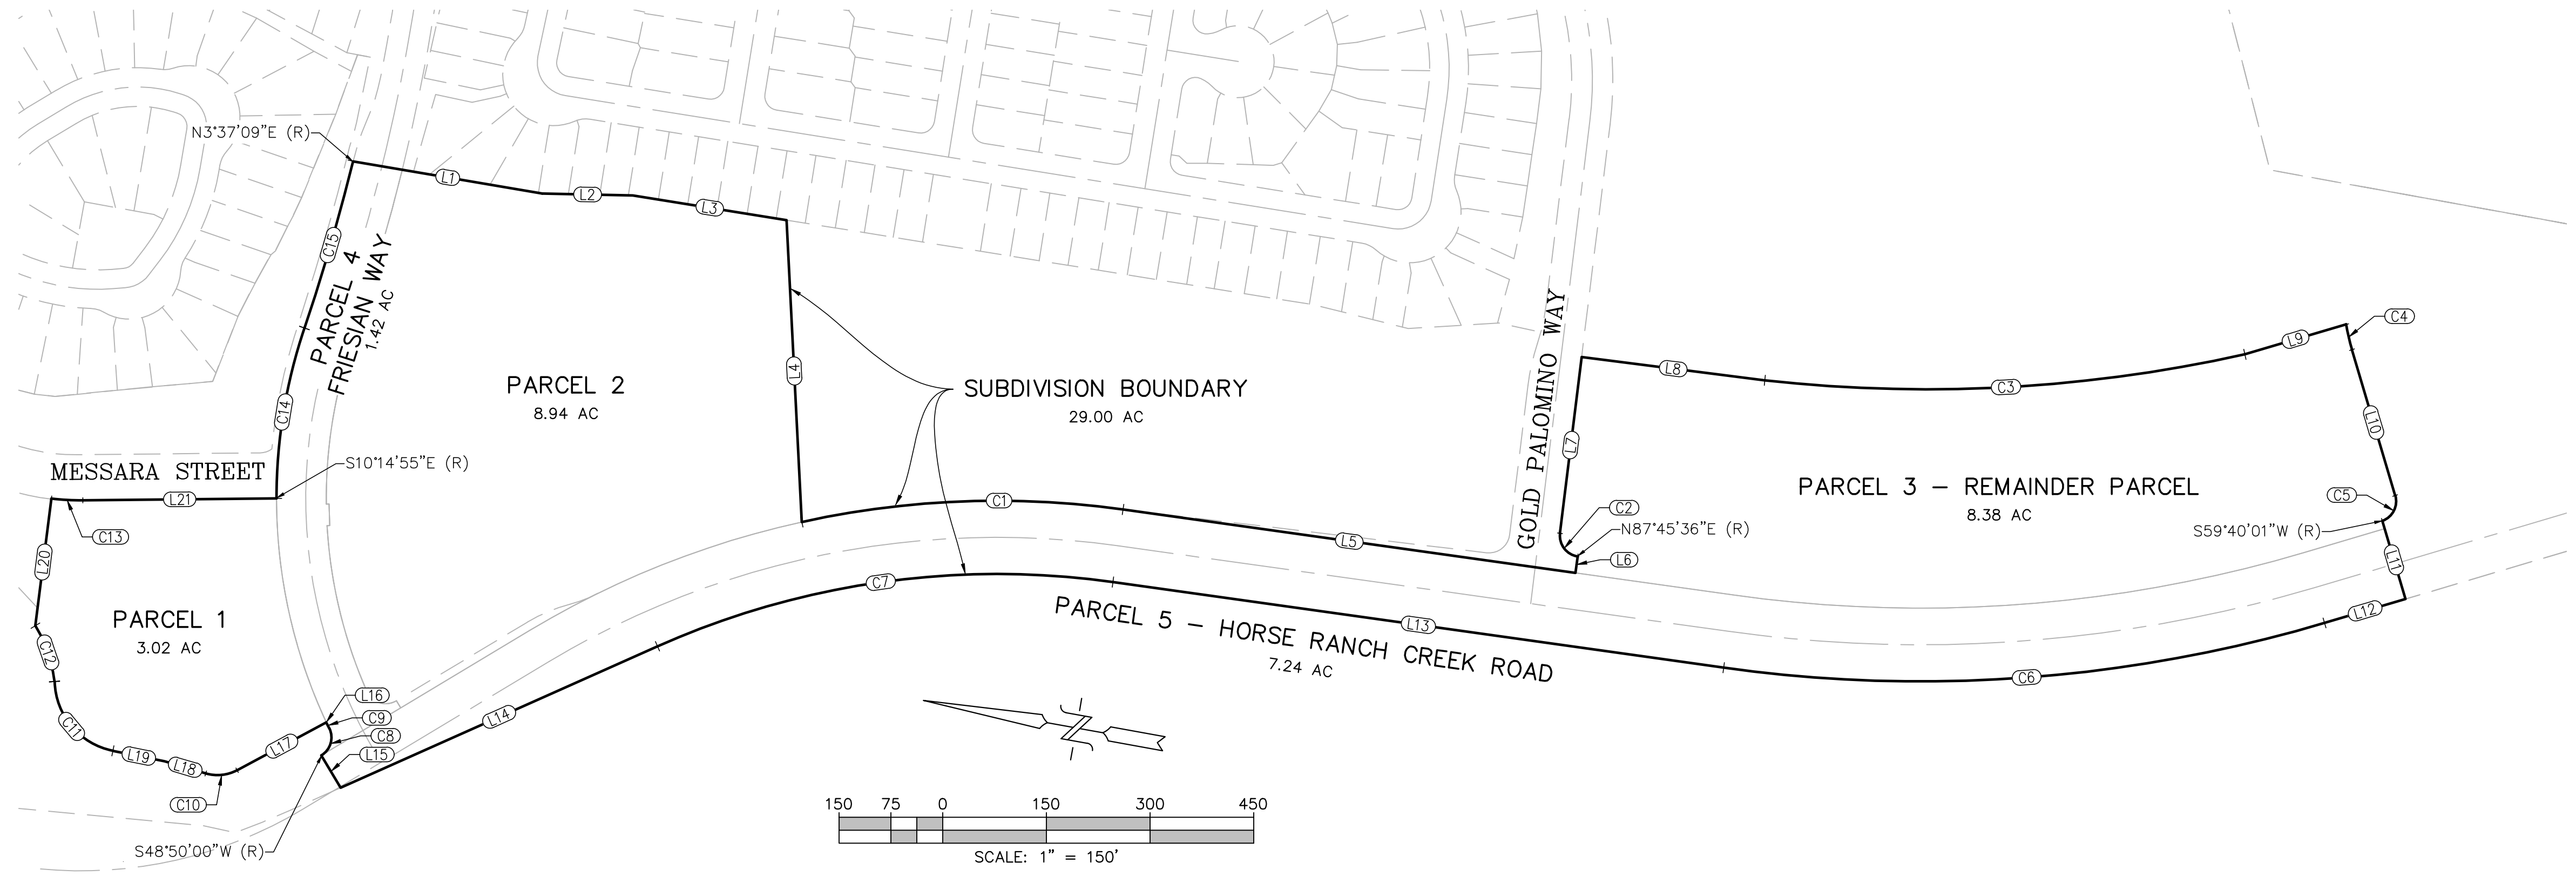 N3°37'09"E (R)
L1
L2
L3
C15
PARCEL 4
FRIESIAN WAY
1.42 AC
C14
L4
PARCEL 2
8.94 AC
SUBDIVISION BOUNDARY
29.00 AC
GOLD PALOMINO WAY
L7
L8
C3
L9
C4
L10
MESSARA STREET
S10°14'55"E (R)
L21
C13
C1
L5
C2
N87°45'36"E (R)
L6
PARCEL 3 – REMAINDER PARCEL
8.38 AC
C5
S59°40'01"W (R)
L11
L12
L20
PARCEL 1
3.02 AC
C12
C11
L19
L18
C10
L17
L16
C9
C8
L15
S48°50'00"W (R)
L14
C7
L13
PARCEL 5 – HORSE RANCH CREEK ROAD
7.24 AC
C6
150 75 0 150 300 450
SCALE: 1" = 150'